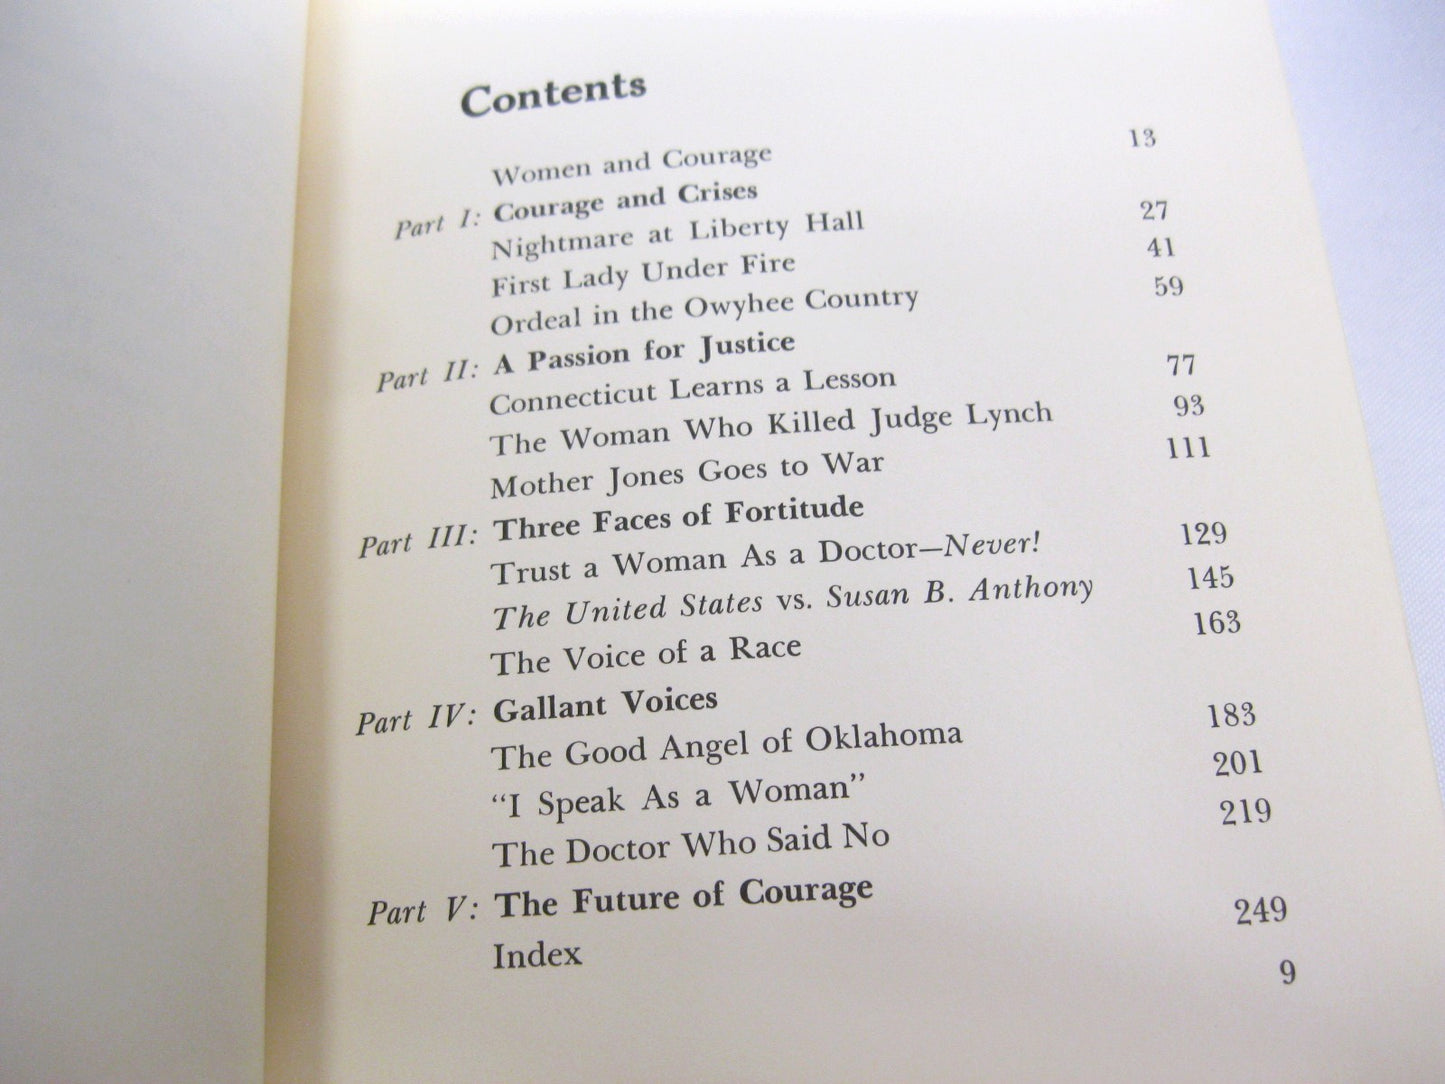 Contents
Women and Courage 13
Part I: Courage and Crises
Nightmare at Liberty Hall 27
First Lady Under Fire 41
Ordeal in the Owyhee Country 59
Part II: A Passion for Justice
Connecticut Learns a Lesson 77
The Woman Who Killed Judge Lynch 93
Mother Jones Goes to War 111
Part III: Three Faces of Fortitude
Trust a Woman As a Doctor—Never! 129
The United States vs. Susan B. Anthony 145
The Voice of a Race 163
Part IV: Gallant Voices
The Good Angel of Oklahoma 183
“I Speak As a Woman” 201
The Doctor Who Said No 219
Part V: The Future of Courage
Index 249
9